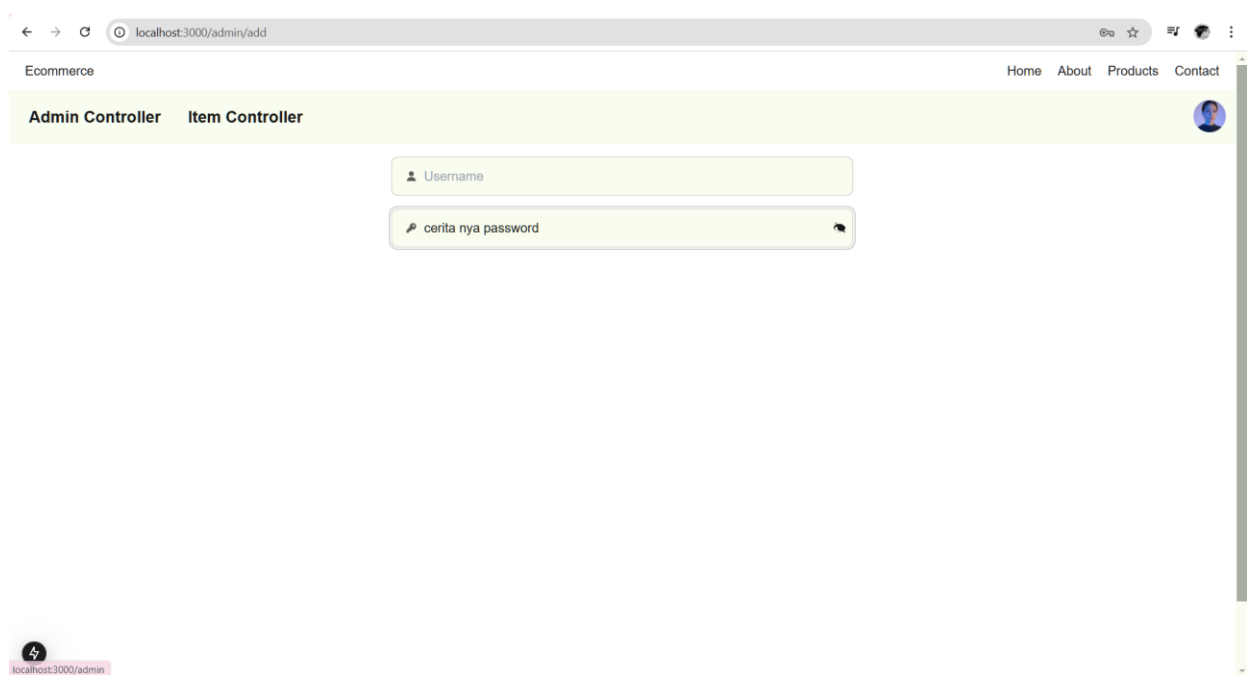 localhost:3000/admin/add
Ecommerce
Home About Products Contact
Admin Controller Item Controller
Username
cerita nya password
localhost:3000/admin